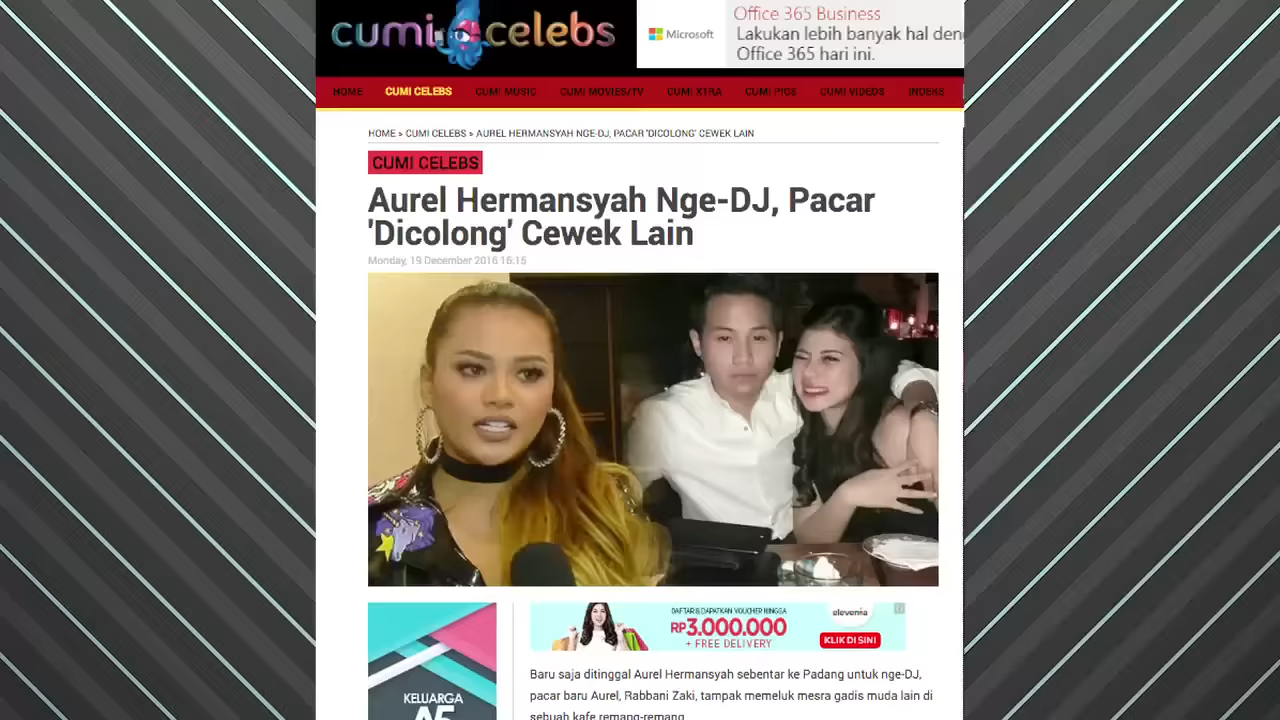 cumi celebs
Microsoft
Office 365 Business
Lakukan lebih banyak hal den
Office 365 hari ini.
HOME CUMI CELEBS CUMI MUSIC CUMI MOVIES/TV CUMI XTRA CUMI PICS CUMI VIDEOS INDEKS
HOME » CUMI CELEBS » AUREL HERMANSYAH NGE-DJ, PACAR 'DICOLONG' CEWEK LAIN
CUMI CELEBS
Aurel Hermansyah Nge-DJ, Pacar
'Dicolong' Cewek Lain
Monday, 19 December 2016 16:15
DAFTAR & DAPATKAN VOUCHER HINGGA
RP3.000.000
+ FREE DELIVERY
elevenia
KLIK DI SINI
KELUARGA
Baru saja ditinggal Aurel Hermansyah sebentar ke Padang untuk nge-DJ,
pacar baru Aurel, Rabbani Zaki, tampak memeluk mesra gadis muda lain di
sebuah kafe remang-remang